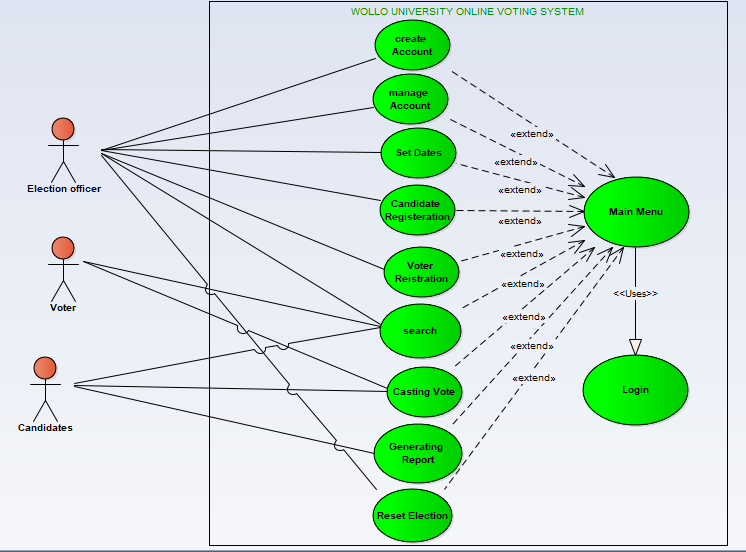 WOLLO UNIVERSITY ONLINE VOTING SYSTEM
create
Account
manage
Account
Set Dates
Candidate
Registeration
Voter
Reistration
search
Casting Vote
Generating
Report
Reset Election
Election officer
Voter
Candidates
«extend»
«extend»
«extend»
«extend»
«extend»
«extend»
«extend»
«extend»
«extend»
Main Menu
<<Uses>>
Login